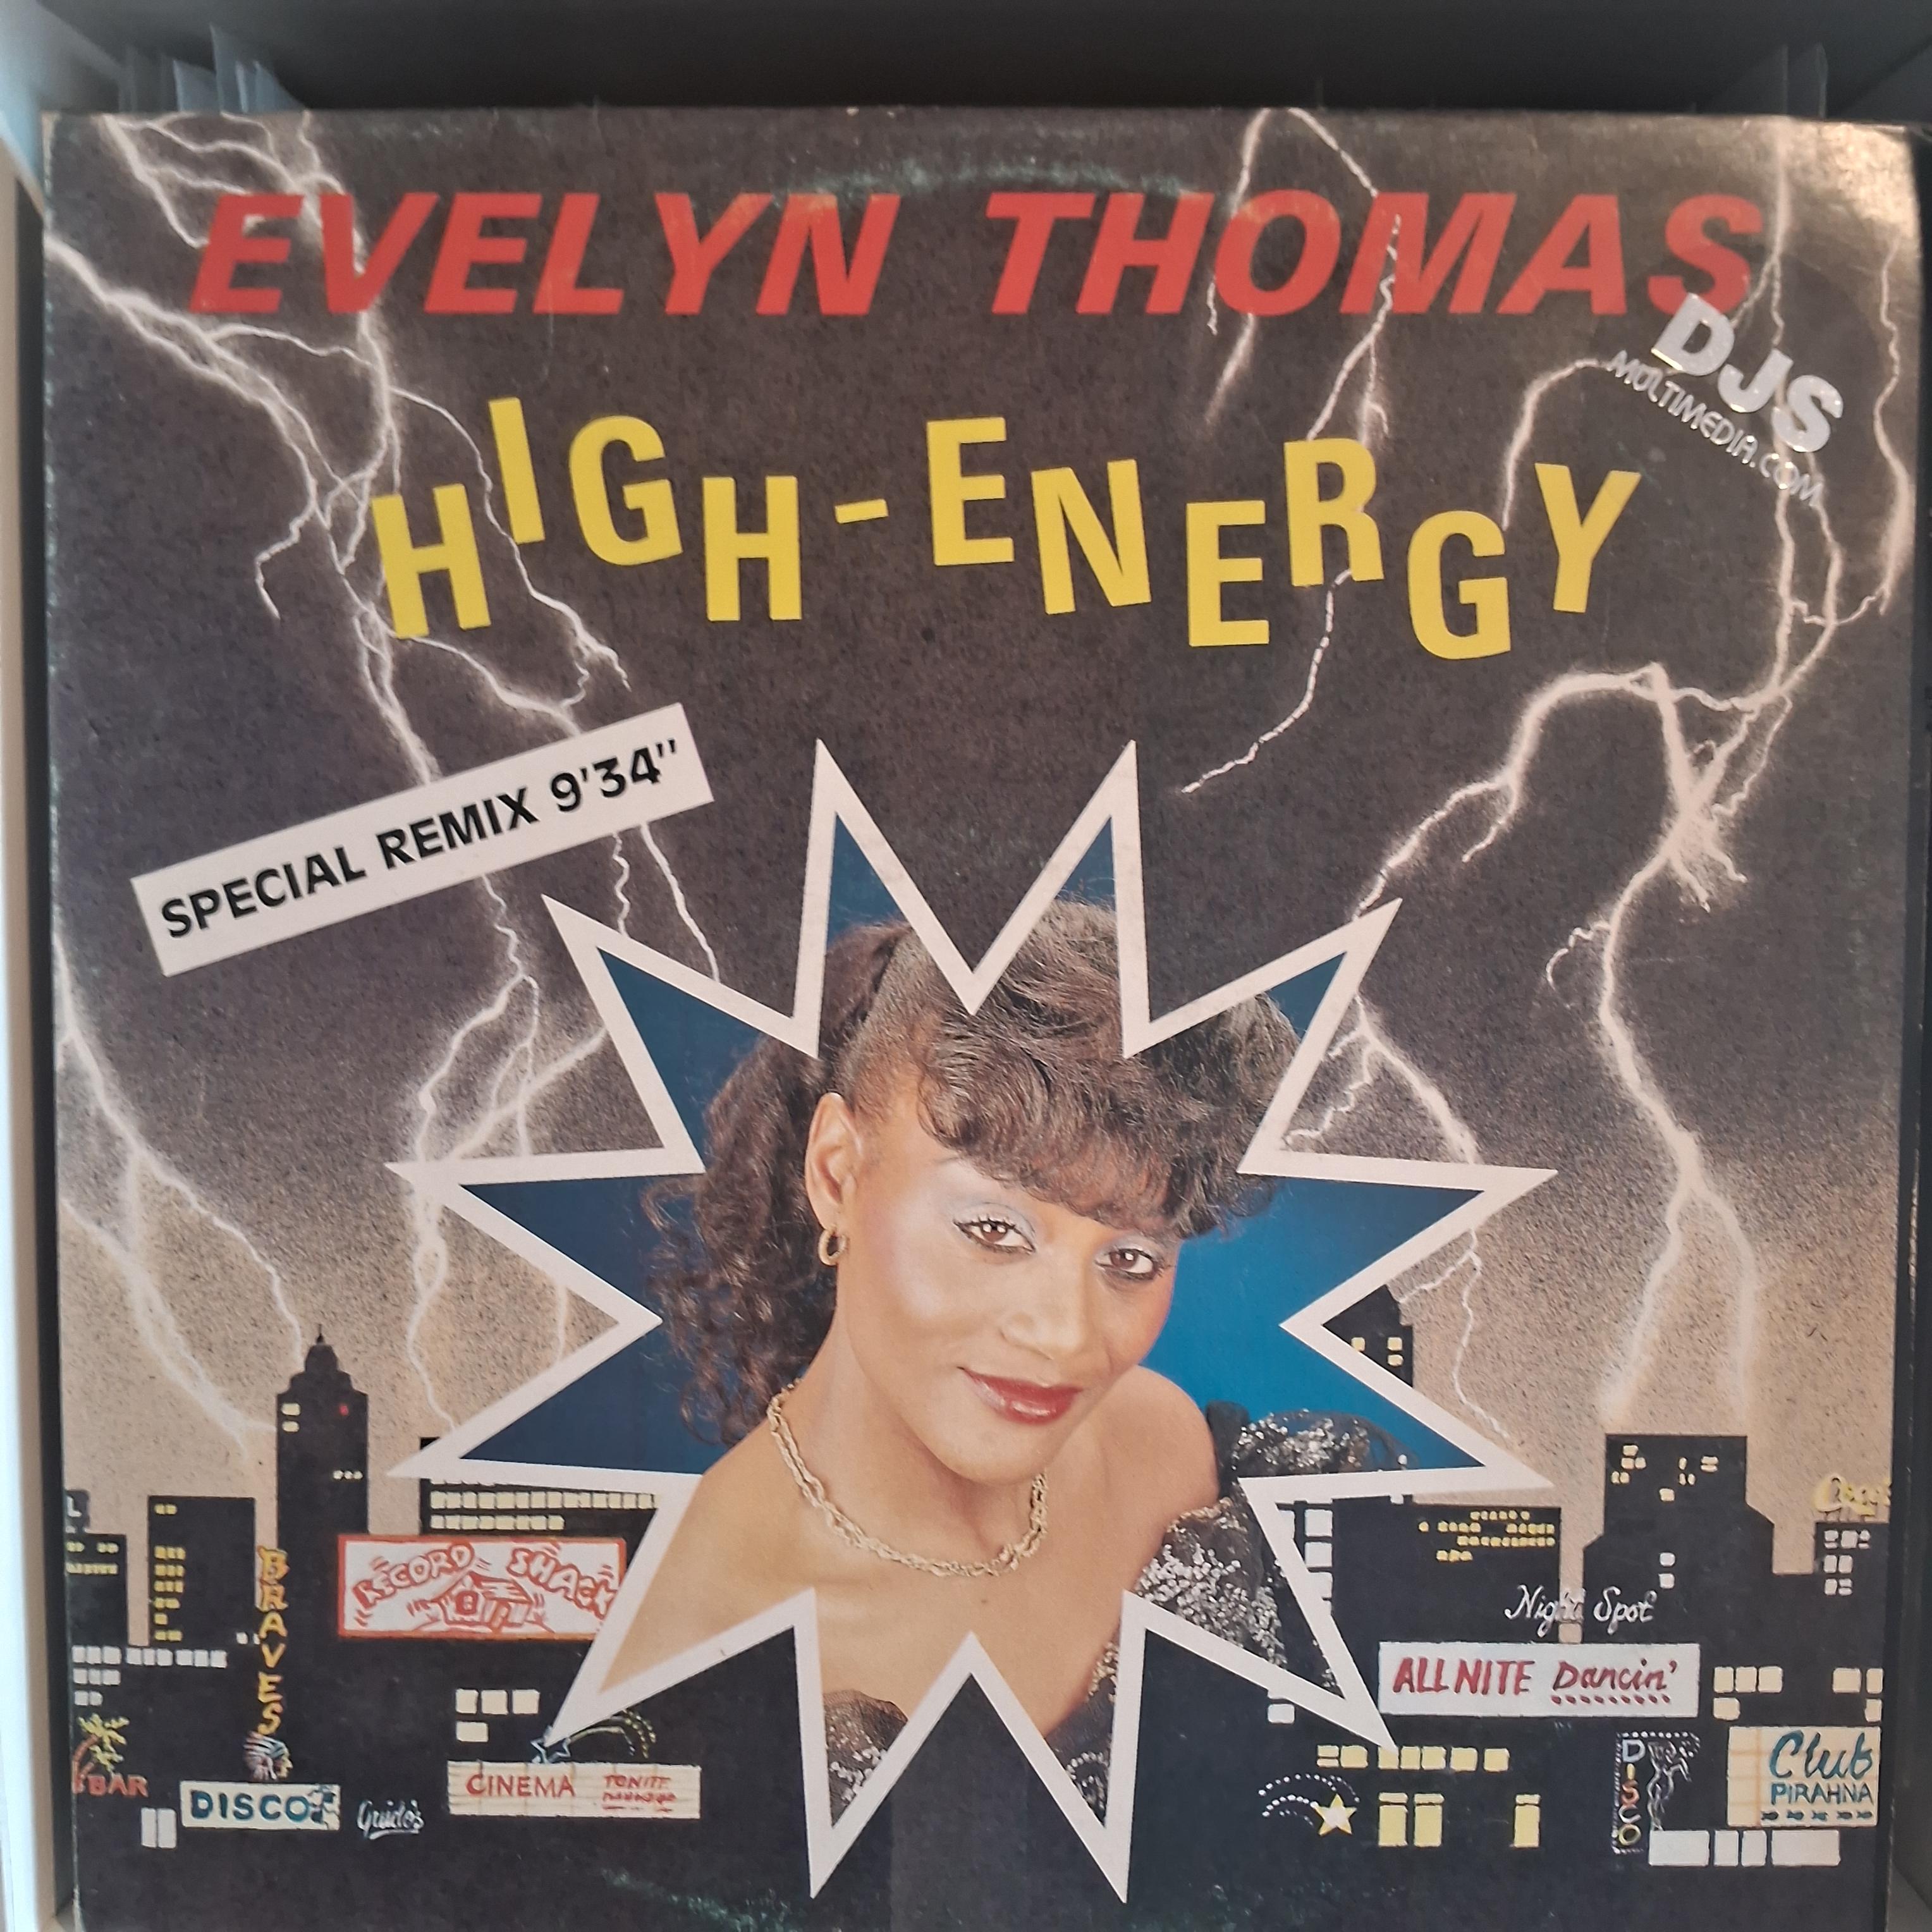 EVELYN THOMAS
DJS
MULTIMEDIA.COM
HIGH-ENERGY
SPECIAL REMIX 9'34"
BRAVES
RECORD SHACK
Night Spot
ALL NITE Dancin'
BAR
DISCO
Guido's
CINEMA TONITE
DISCO
Club
PIRAHNA